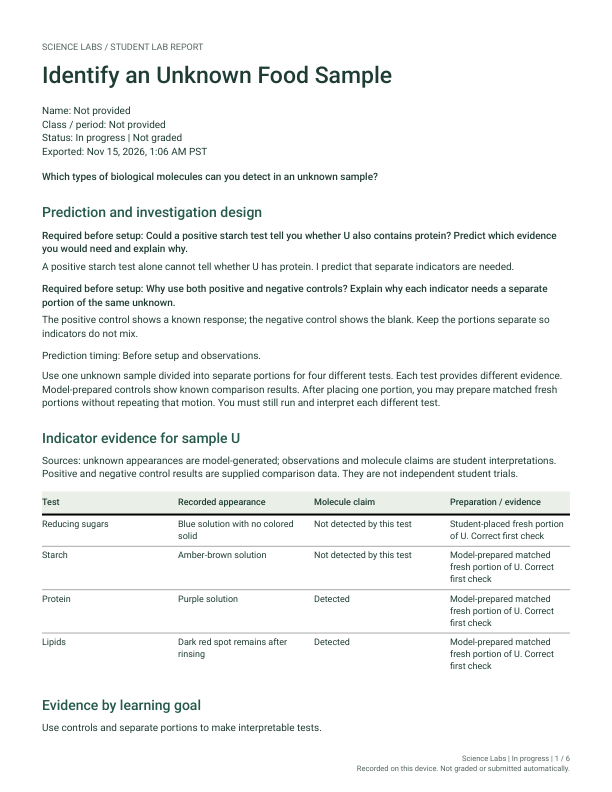 SCIENCE LABS / STUDENT LAB REPORT
Identify an Unknown Food Sample
Name: Not provided
Class / period: Not provided
Status: In progress | Not graded
Exported: Nov 15, 2026, 1:06 AM PST
Which types of biological molecules can you detect in an unknown sample?
Prediction and investigation design
Required before setup: Could a positive starch test tell you whether U also contains protein? Predict which evidence
you would need and explain why.
A positive starch test alone cannot tell whether U has protein. I predict that separate indicators are needed.
Required before setup: Why use both positive and negative controls? Explain why each indicator needs a separate
portion of the same unknown.
The positive control shows a known response; the negative control shows the blank. Keep the portions separate so
indicators do not mix.
Prediction timing: Before setup and observations.
Use one unknown sample divided into separate portions for four different tests. Each test provides different evidence.
Model-prepared controls show known comparison results. After placing one portion, you may prepare matched fresh
portions without repeating that motion. You must still run and interpret each different test.
Indicator evidence for sample U
Sources: unknown appearances are model-generated; observations and molecule claims are student interpretations.
Positive and negative control results are supplied comparison data. They are not independent student trials.
Test Recorded appearance Molecule claim Preparation / evidence
Reducing sugars Blue solution with no colored Not detected by this test Student-placed fresh portion
solid of U. Correct first check
Starch Amber-brown solution Not detected by this test Model-prepared matched
fresh portion of U. Correct
first check
Protein Purple solution Detected Model-prepared matched
fresh portion of U. Correct
first check
Lipids Dark red spot remains after Detected Model-prepared matched
rinsing fresh portion of U. Correct
first check
Evidence by learning goal
Use controls and separate portions to make interpretable tests.
Science Labs | In progress | 1 / 6
Recorded on this device. Not graded or submitted automatically.